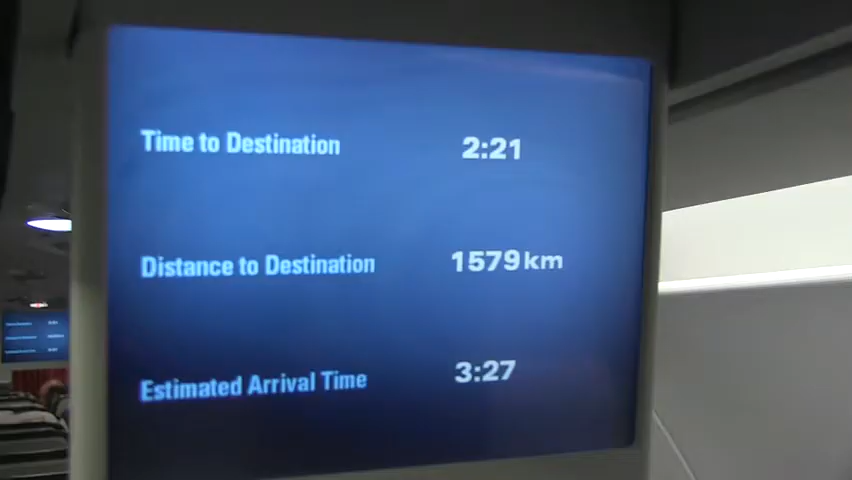 Time to Destination 2:21
Distance to Destination 1579 km
Estimated Arrival Time 3:27